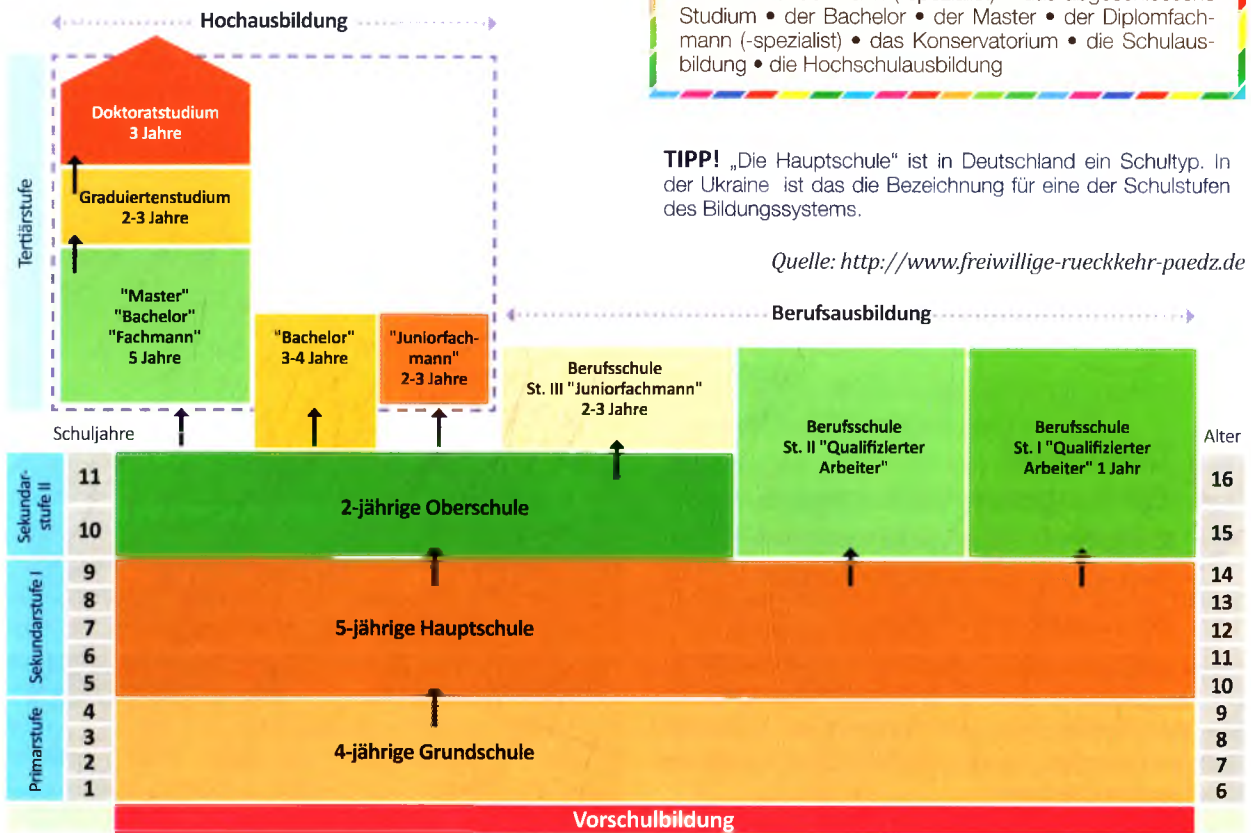 Hochausbildung
Studium • der Bachelor • der Master • der Diplomfach-
mann (-spezialist) • das Konservatorium • die Schulaus-
bildung • die Hochschulausbildung
TIPP! „Die Hauptschule“ ist in Deutschland ein Schultyp. In
der Ukraine ist das die Bezeichnung für eine der Schulstufen
des Bildungssystems.
Quelle: http://www.freiwillige-rueckkehr-paedz.de
Tertiärstufe
Doktoratstudium
3 Jahre
Graduiertenstudium
2-3 Jahre
"Master"
"Bachelor"
"Fachmann"
5 Jahre
"Bachelor"
3-4 Jahre
"Juniorfach-
mann"
2-3 Jahre
Berufsausbildung
Berufsschule
St. III "Juniorfachmann"
2-3 Jahre
Berufsschule
St. II "Qualifizierter
Arbeiter"
Berufsschule
St. I "Qualifizierter
Arbeiter" 1 Jahr
Schuljahre
Alter
Sekundar-
stufe II
11
10
2-jährige Oberschule
16
15
Sekundarstufe I
9
8
7
6
5
5-jährige Hauptschule
14
13
12
11
10
Primarstufe
4
3
2
1
4-jährige Grundschule
9
8
7
6
Vorschulbildung